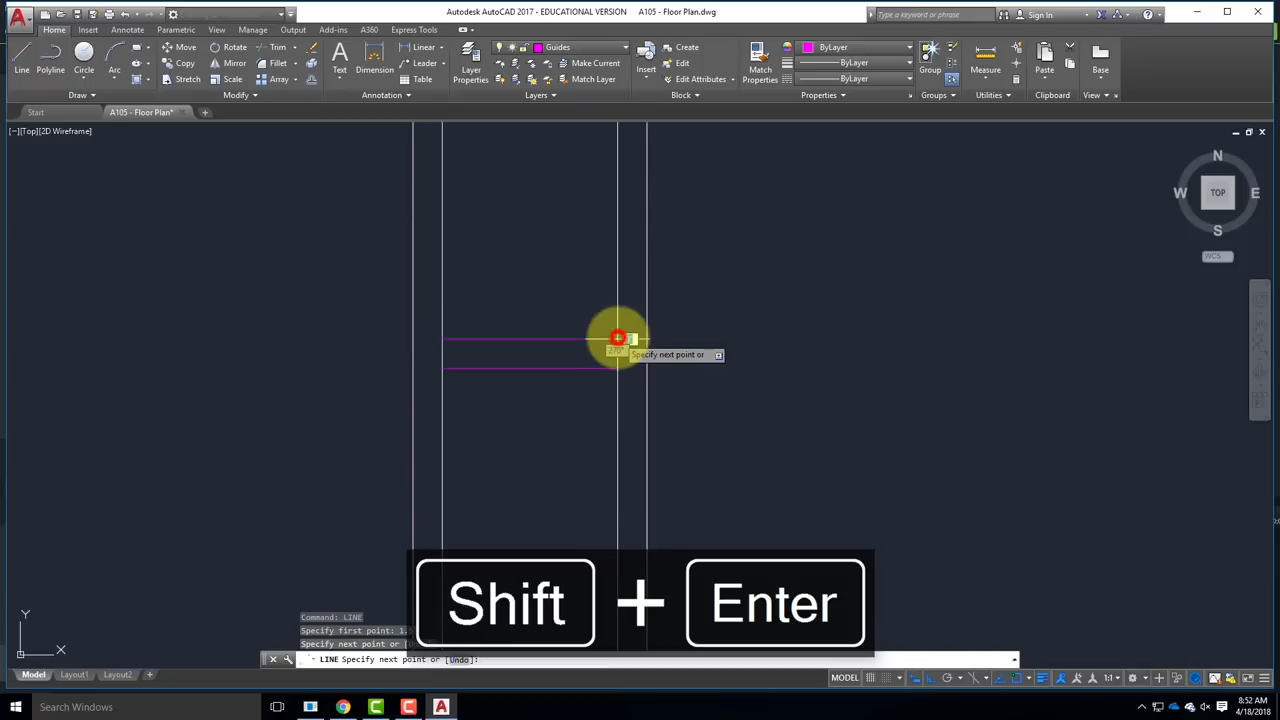 Autodesk AutoCAD 2017 - EDUCATIONAL VERSION A105 - Floor Plan.dwg
Type a keyword or phrase
Sign In
Home Insert Annotate Parametric View Manage Output Add-ins A360 Express Tools
Line Polyline Circle Arc
Move Rotate Trim
Copy Mirror Fillet
Stretch Scale Array
Text Dimension
Linear
Leader
Table
Layer Properties
Guides
Make Current
Match Layer
Insert
Create
Edit
Edit Attributes
Match Properties
ByLayer
ByLayer
ByLayer
Group
Measure
Paste
Base
Draw Modify Annotation Layers Block Properties Groups Utilities Clipboard View
Start A105 - Floor Plan*
[−][Top][2D Wireframe]
N
W TOP E
S
WCS
270°
Specify next point or
Shift + Enter
Y
X
Command: LINE
Specify first point: 1.
Specify next point or [
LINE Specify next point or [Undo]:
Model Layout1 Layout2 +
MODEL
1:1
Search Windows
8:52 AM
4/18/2018